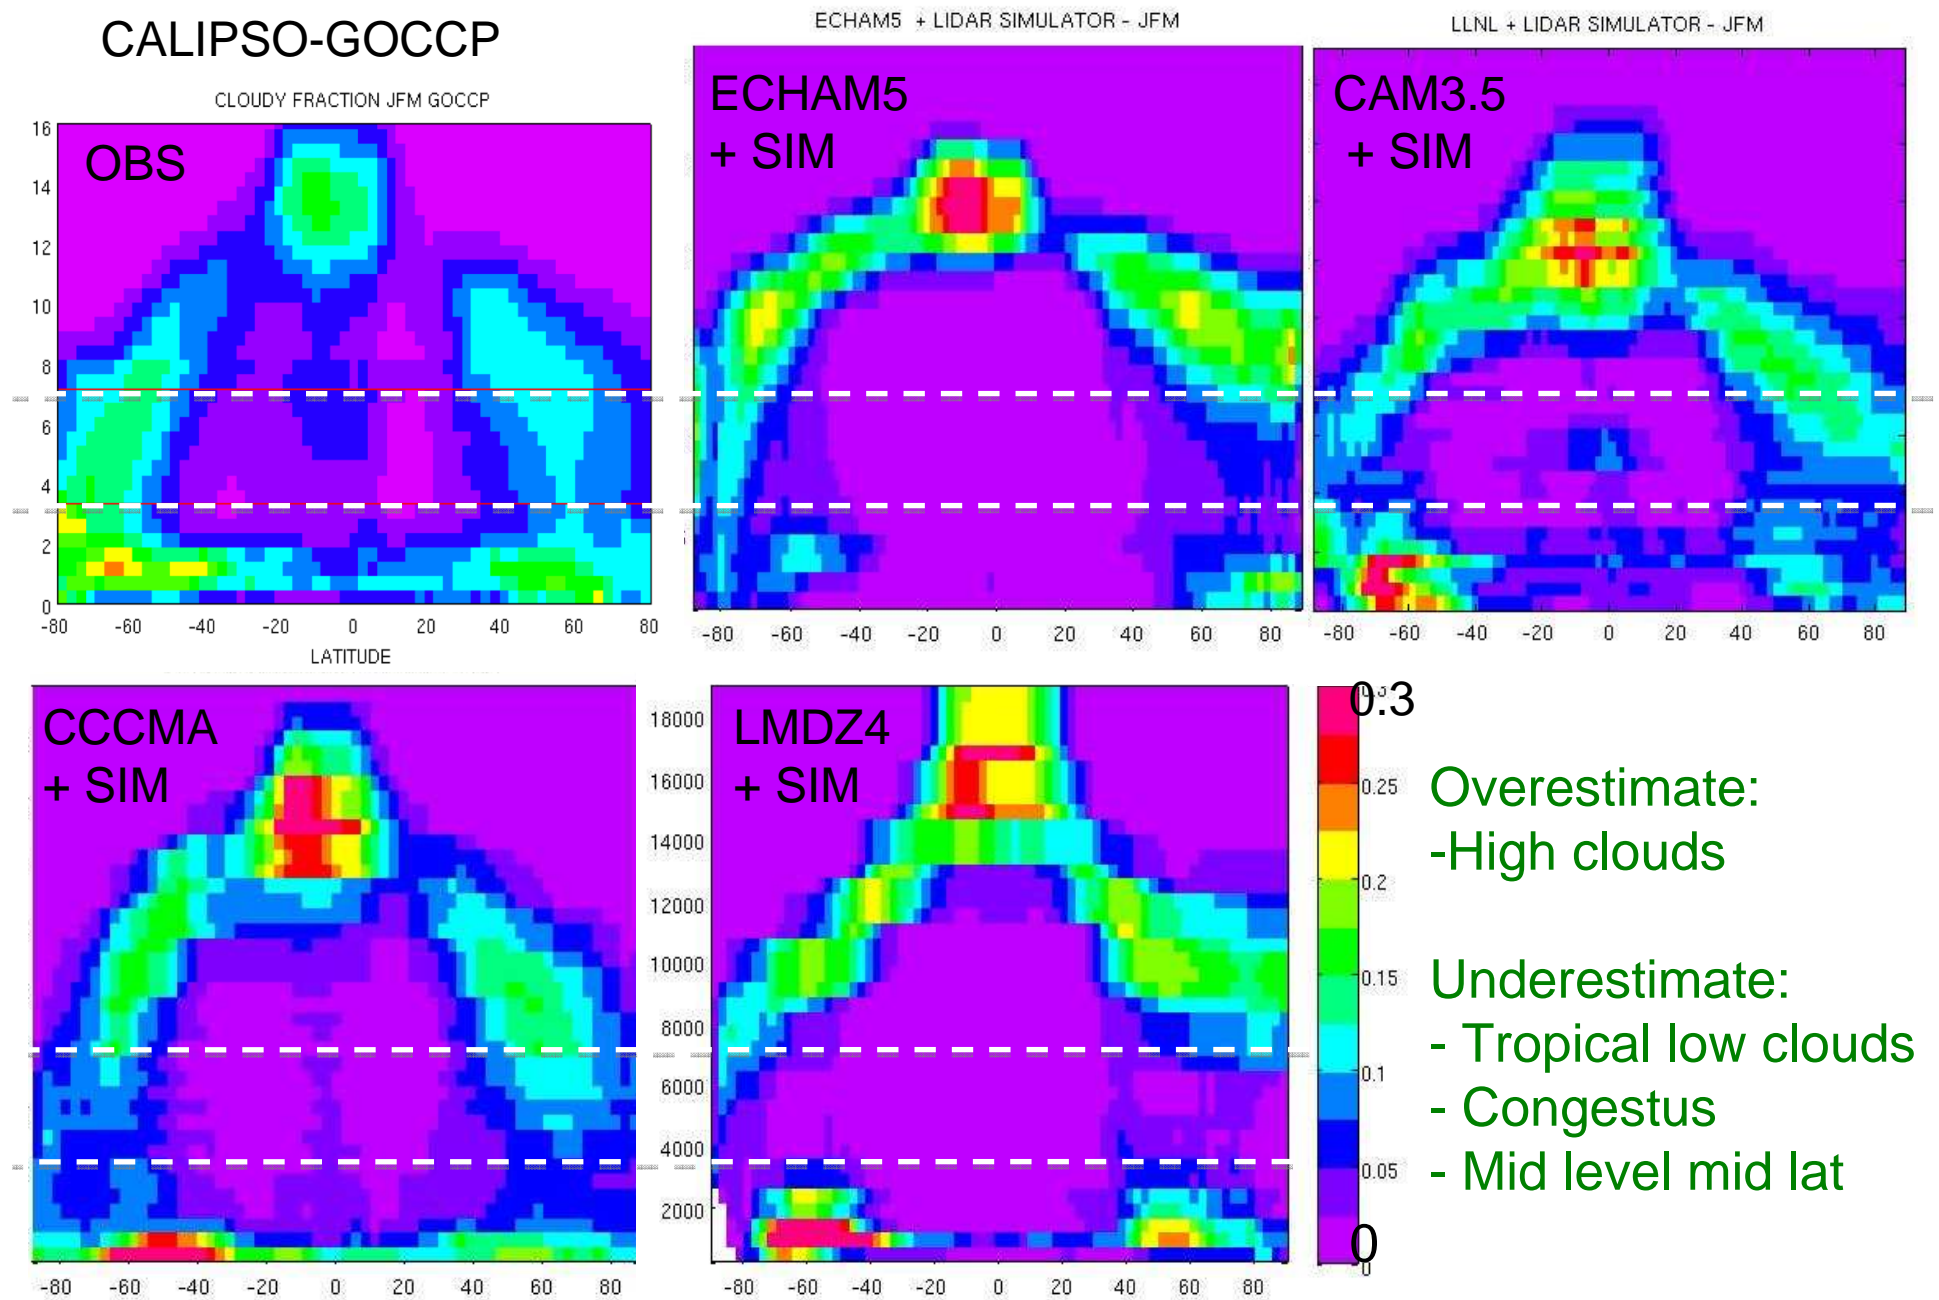 CALIPSO-GOCCP
CLOUDY FRACTION JFM GOCCP
OBS
16
14
12
10
8
6
4
2
0
-80 -60 -40 -20 0 20 40 60 80
LATITUDE
ECHAM5 + LIDAR SIMULATOR - JFM
ECHAM5
+ SIM
-80 -60 -40 -20 0 20 40 60 80
LLNL + LIDAR SIMULATOR - JFM
CAM3.5
+ SIM
-80 -60 -40 -20 0 20 40 60 80
CCCMA
+ SIM
-80 -60 -40 -20 0 20 40 60 80
LMDZ4
+ SIM
18000
16000
14000
12000
10000
8000
6000
4000
2000
-80 -60 -40 -20 0 20 40 60 80
0.3
0.25
0.2
0.15
0.1
0.05
0
0
Overestimate:
-High clouds
Underestimate:
- Tropical low clouds
- Congestus
- Mid level mid lat